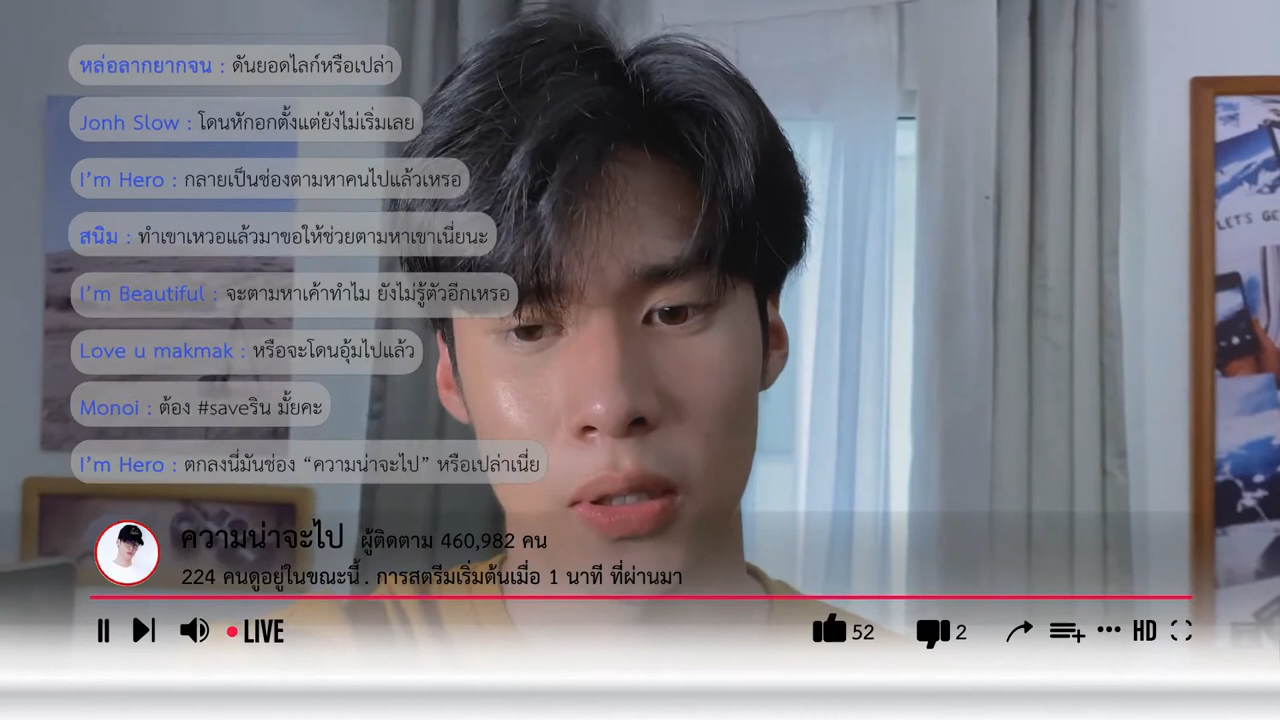 หล่อลากยากจน : ดันยอดไลก์หรือเปล่า
Jonh Slow : โดนหักอกตั้งแต่ยังไม่เริ่มเลย
I'm Hero : กลายเป็นช่องตามหาคนไปแล้วเหรอ
สนิม : ทำเขาเหวอแล้วมาขอให้ช่วยตามหาเขาเนี่ยนะ
I'm Beautiful : จะตามหาเค้าทำไม ยังไม่รู้ตัวอีกเหรอ
Love u makmak : หรือจะโดนอุ้มไปแล้ว
Monoi : ต้อง #saveริน มั้ยคะ
I'm Hero : ตกลงนี่มันช่อง “ความน่าจะไป” หรือเปล่าเนี่ย
LET'S GO
ความน่าจะไป ผู้ติดตาม 460,982 คน
224 คนดูอยู่ในขณะนี้ . การสตรีมเริ่มต้นเมื่อ 1 นาที ที่ผ่านมา
LIVE 52 2 HD